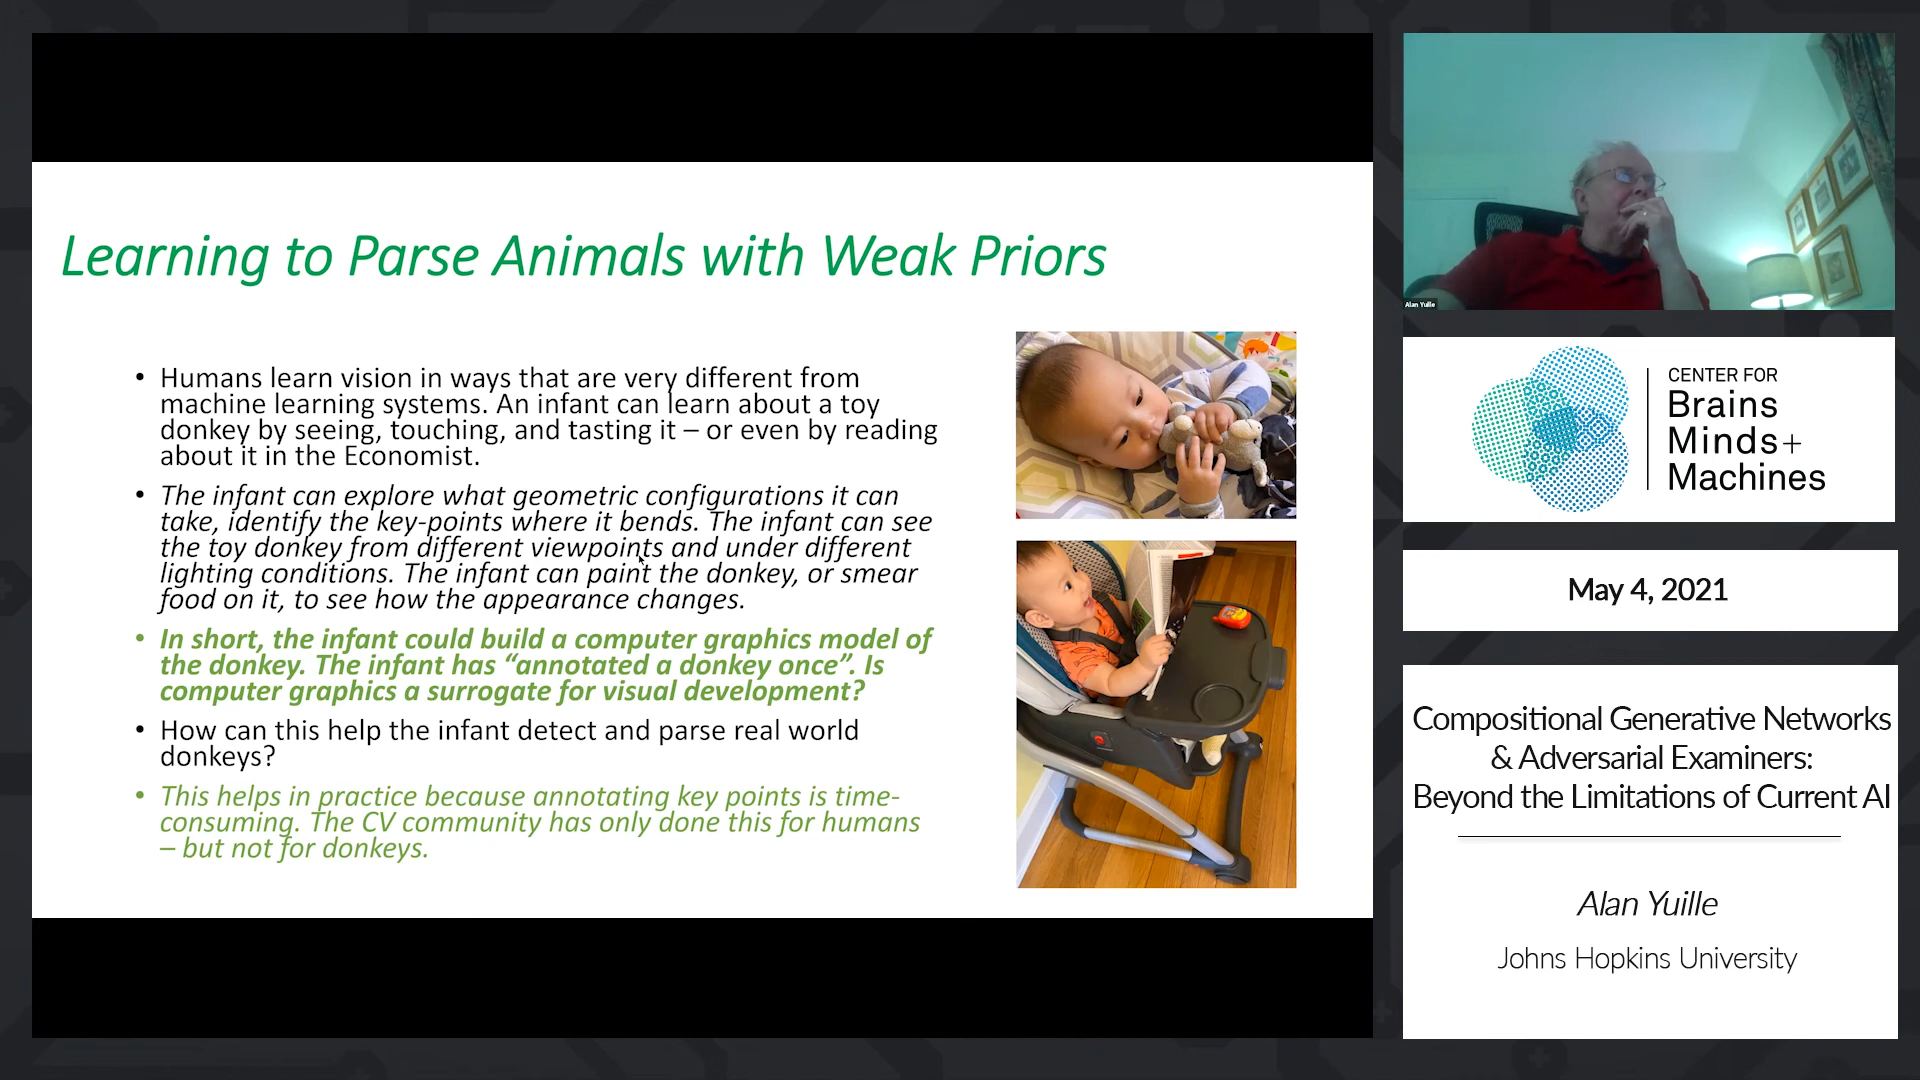 Learning to Parse Animals with Weak Priors
• Humans learn vision in ways that are very different from
machine learning systems. An infant can learn about a toy
donkey by seeing, touching, and tasting it – or even by reading
about it in the Economist.
• The infant can explore what geometric configurations it can
take, identify the key-points where it bends. The infant can see
the toy donkey from different viewpoints and under different
lighting conditions. The infant can paint the donkey, or smear
food on it, to see how the appearance changes.
• In short, the infant could build a computer graphics model of
the donkey. The infant has “annotated a donkey once”. Is
computer graphics a surrogate for visual development?
• How can this help the infant detect and parse real world
donkeys?
• This helps in practice because annotating key points is time-
consuming. The CV community has only done this for humans
– but not for donkeys.
Alan Yuille
CENTER FOR
Brains
Minds+
Machines
May 4, 2021
Compositional Generative Networks
& Adversarial Examiners:
Beyond the Limitations of Current AI
Alan Yuille
Johns Hopkins University